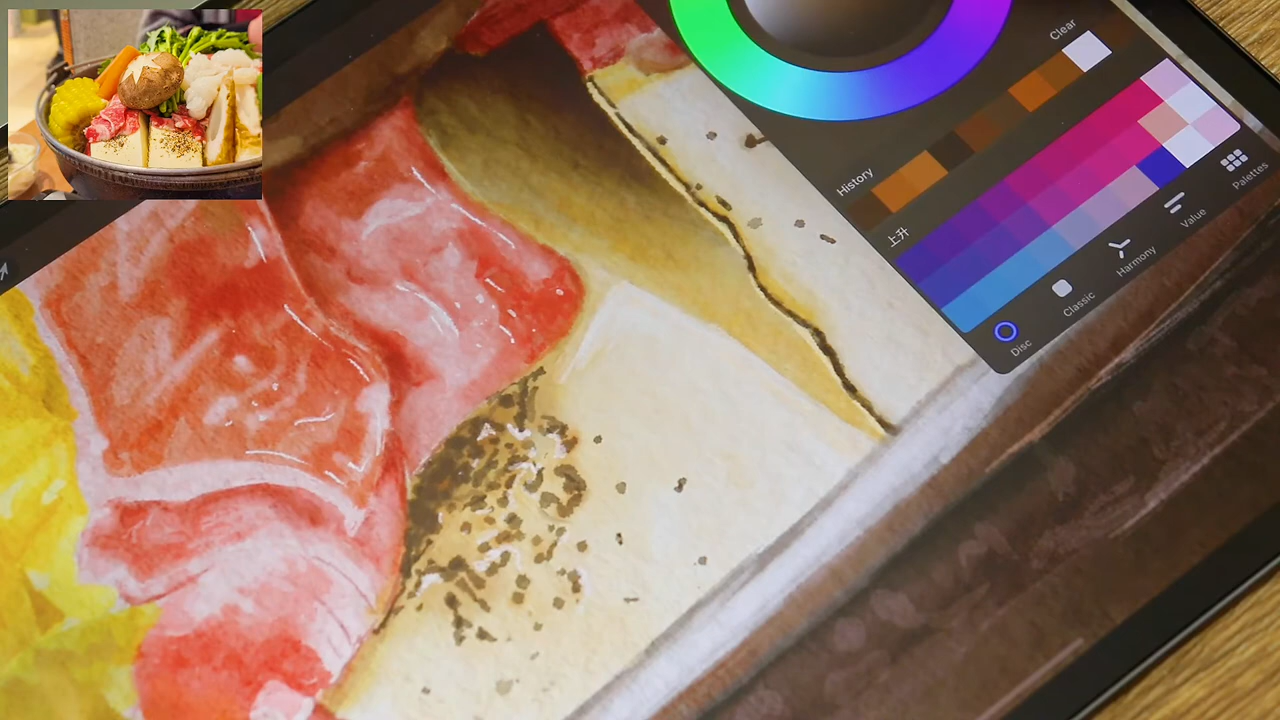 Clear
History
上升
Palettes
Value
Harmony
Classic
Disc